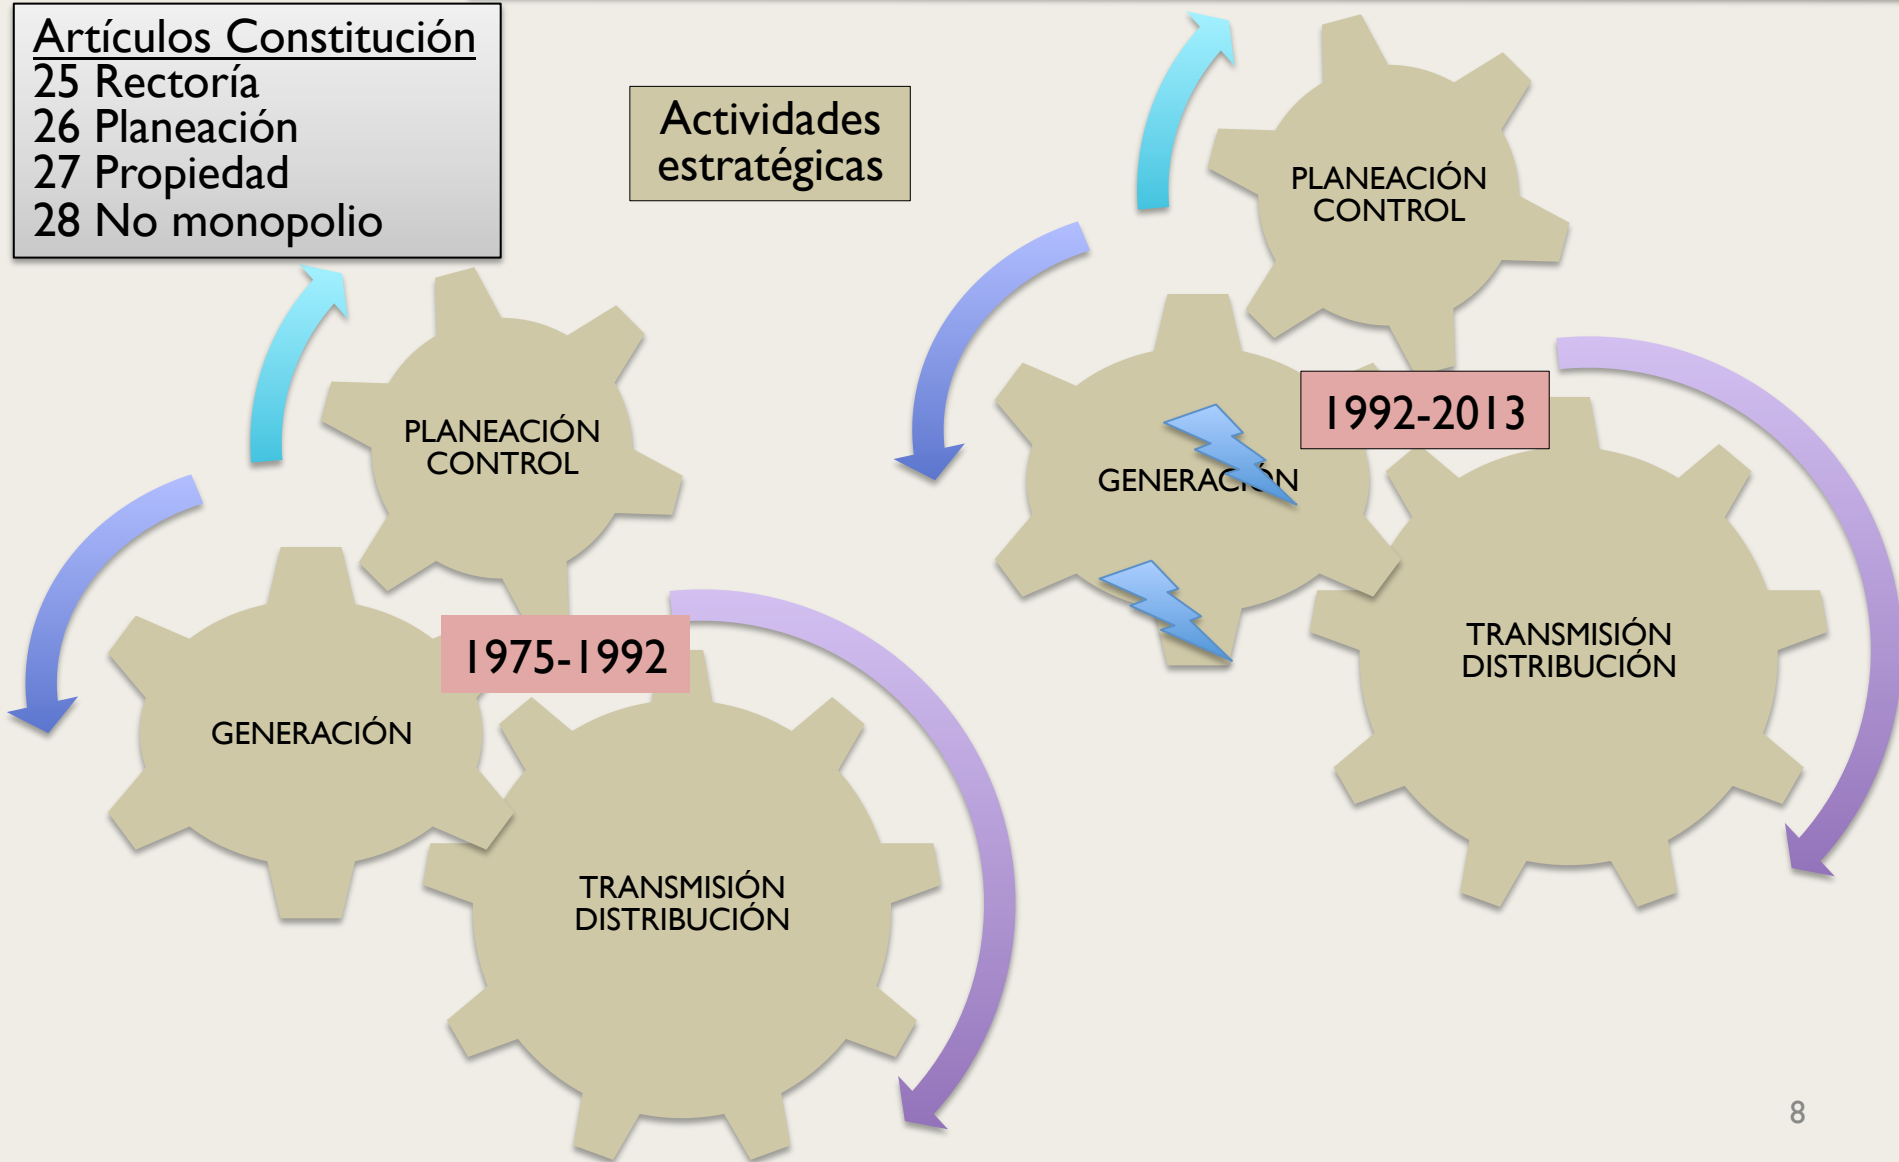 Artículos Constitución
25 Rectoría
26 Planeación
27 Propiedad
28 No monopolio
Actividades
estratégicas
PLANEACIÓN
CONTROL
GENERACIÓN
1975-1992
TRANSMISIÓN
DISTRIBUCIÓN
PLANEACIÓN
CONTROL
1992-2013
GENERACIÓN
TRANSMISIÓN
DISTRIBUCIÓN
8